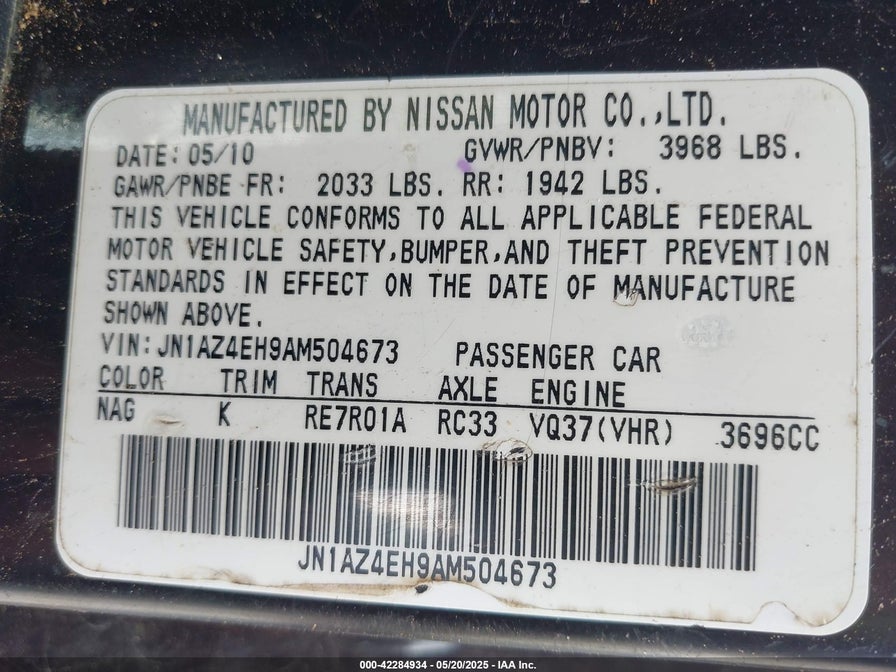 MANUFACTURED BY NISSAN MOTOR CO.,LTD.
DATE: 05/10 GVWR/PNBV: 3968 LBS.
GAWR/PNBE FR: 2033 LBS. RR: 1942 LBS.
THIS VEHICLE CONFORMS TO ALL APPLICABLE FEDERAL
MOTOR VEHICLE SAFETY,BUMPER,AND THEFT PREVENTION
STANDARDS IN EFFECT ON THE DATE OF MANUFACTURE
SHOWN ABOVE.
VIN: JN1AZ4EH9AM504673 PASSENGER CAR
COLOR TRIM TRANS AXLE ENGINE
NAG K RE7R01A RC33 VQ37(VHR) 3696CC
JN1AZ4EH9AM504673
000-42284934 - 05/20/2025 - IAA Inc.